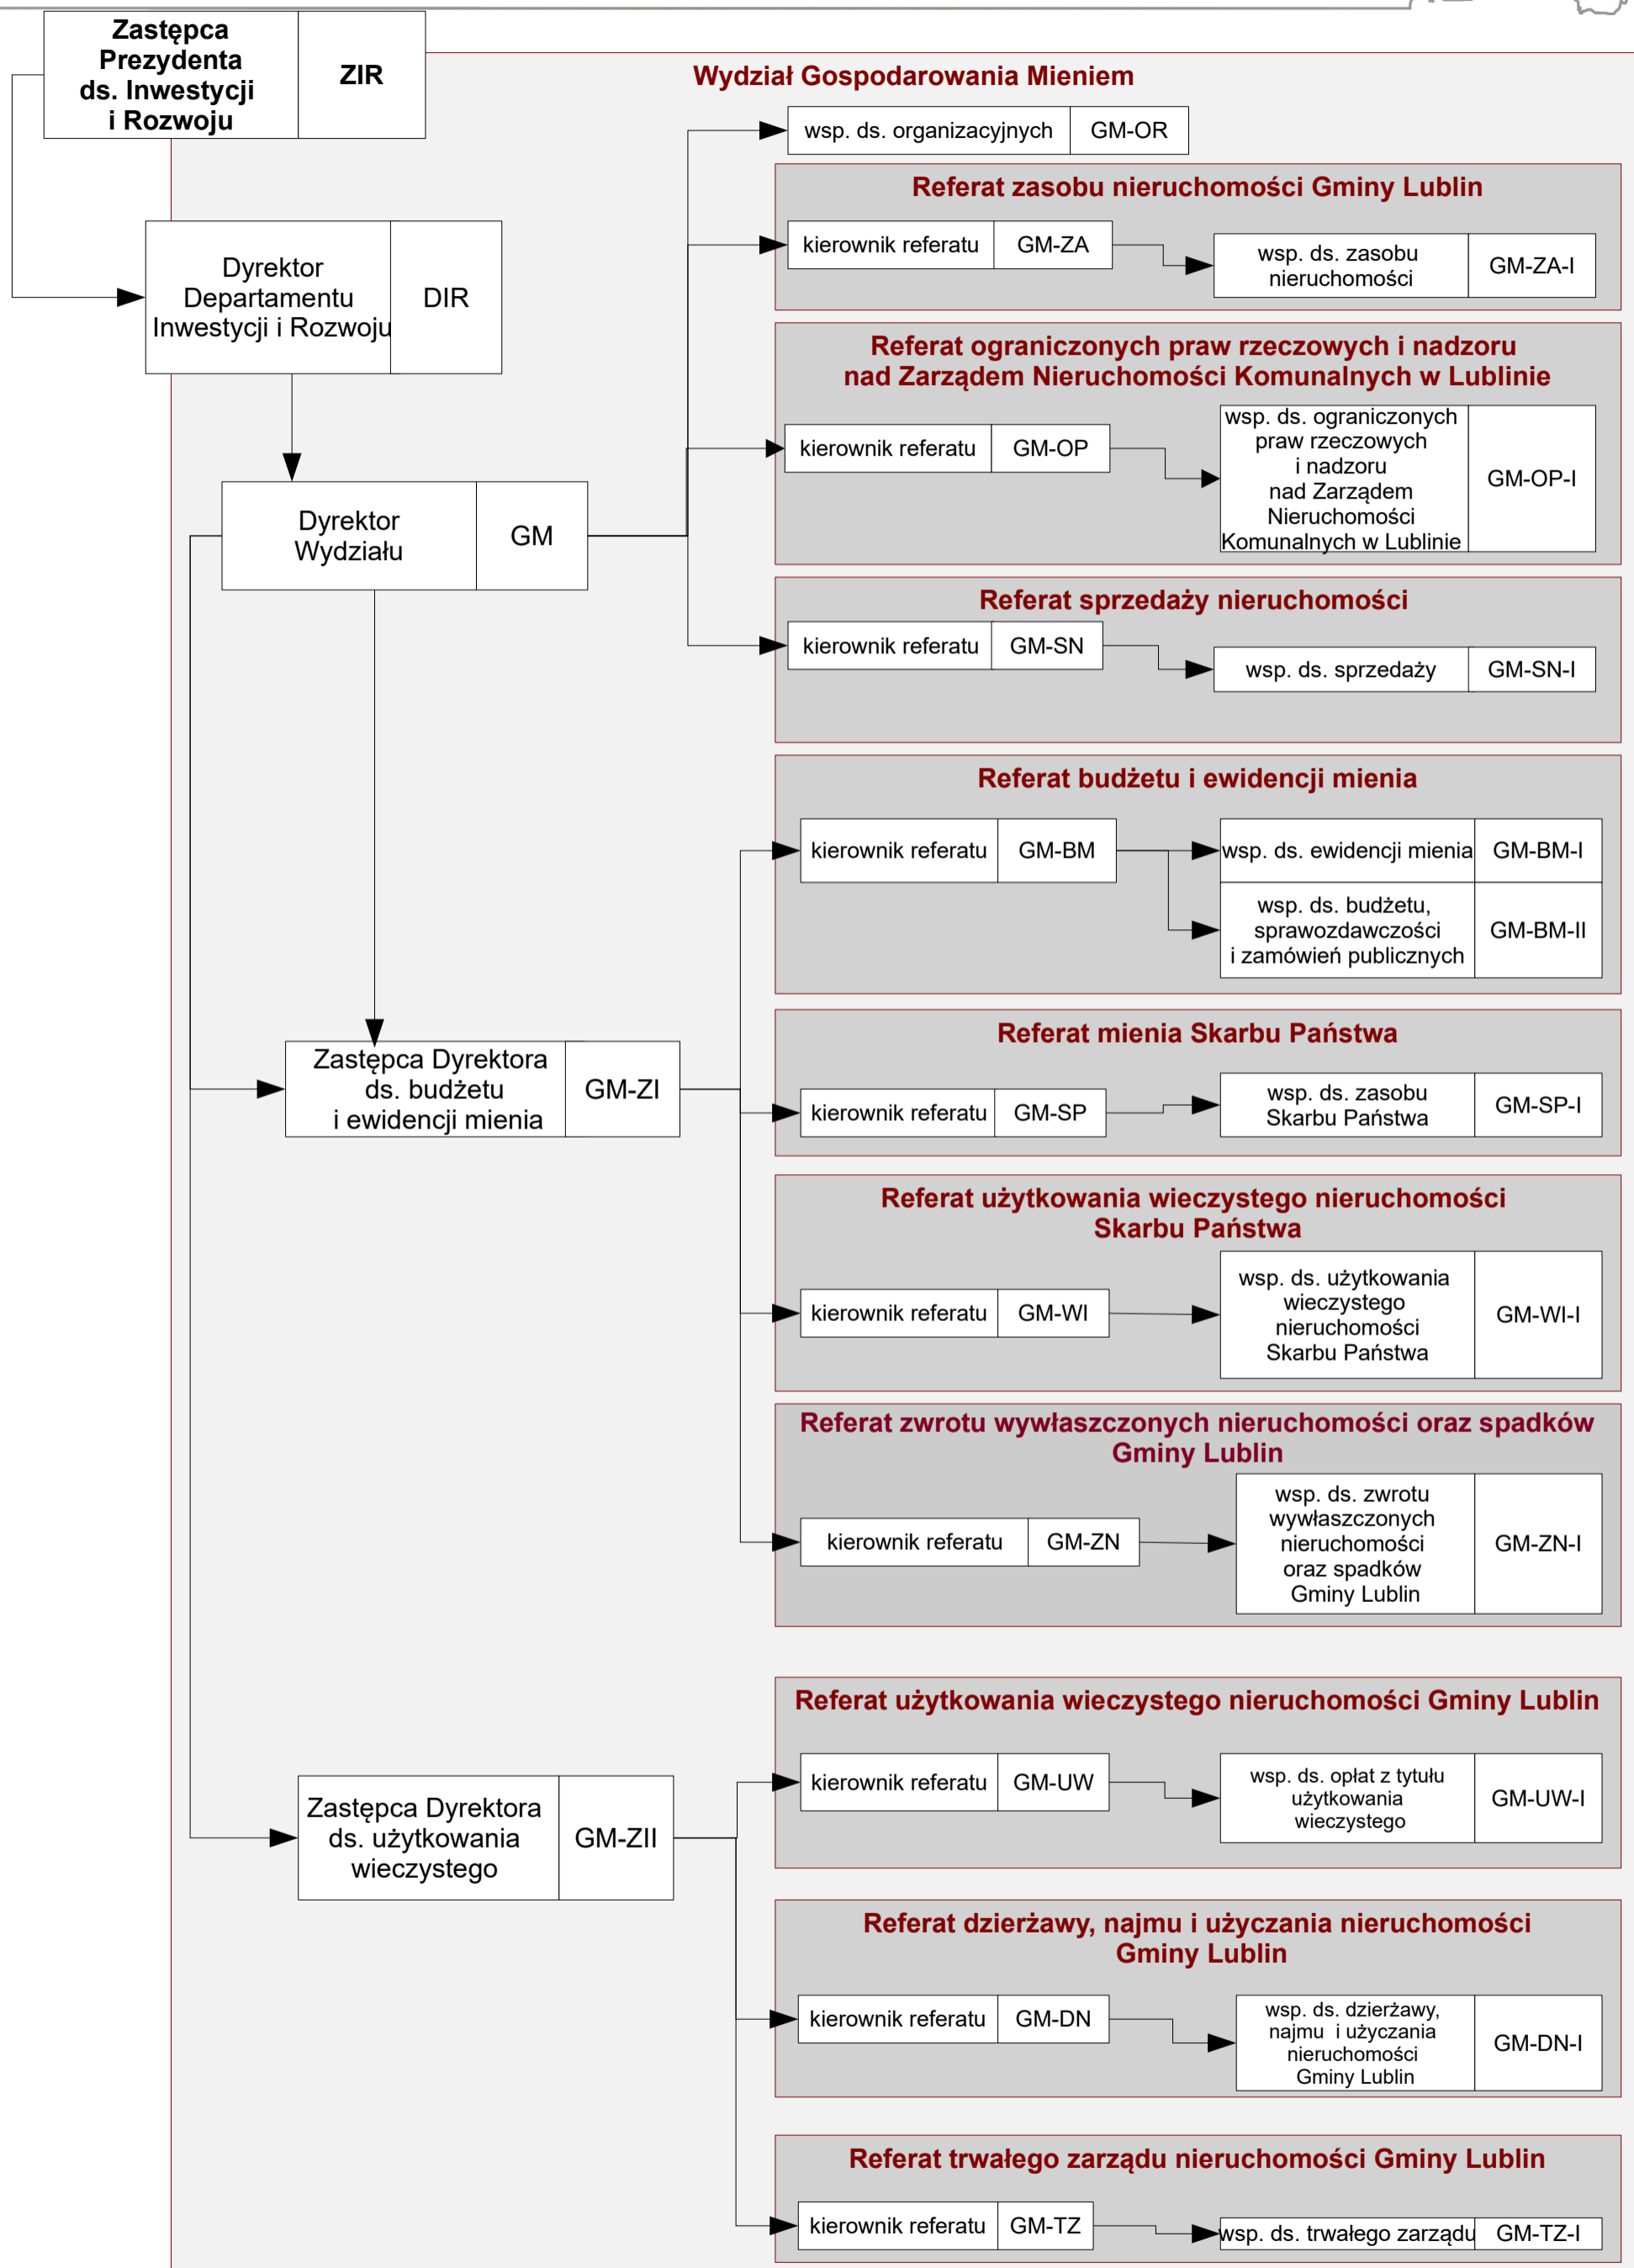 Zastępca
Prezydenta
ds. Inwestycji
i Rozwoju
ZIR
Wydział Gospodarowania Mieniem
wsp. ds. organizacyjnych
GM-OR
Referat zasobu nieruchomości Gminy Lublin
kierownik referatu
GM-ZA
wsp. ds. zasobu
nieruchomości
GM-ZA-I
Dyrektor
Departamentu
Inwestycji i Rozwoju
DIR
Referat ograniczonych praw rzeczowych i nadzoru
nad Zarządem Nieruchomości Komunalnych w Lublinie
kierownik referatu
GM-OP
wsp. ds. ograniczonych
praw rzeczowych
i nadzoru
nad Zarządem
Nieruchomości
Komunalnych w Lublinie
GM-OP-I
Dyrektor
Wydziału
GM
Referat sprzedaży nieruchomości
kierownik referatu
GM-SN
wsp. ds. sprzedaży
GM-SN-I
Referat budżetu i ewidencji mienia
kierownik referatu
GM-BM
wsp. ds. ewidencji mienia
GM-BM-I
wsp. ds. budżetu,
sprawozdawczości
i zamówień publicznych
GM-BM-II
Zastępca Dyrektora
ds. budżetu
i ewidencji mienia
GM-ZI
Referat mienia Skarbu Państwa
kierownik referatu
GM-SP
wsp. ds. zasobu
Skarbu Państwa
GM-SP-I
Referat użytkowania wieczystego nieruchomości
Skarbu Państwa
kierownik referatu
GM-WI
wsp. ds. użytkowania
wieczystego
nieruchomości
Skarbu Państwa
GM-WI-I
Referat zwrotu wywłaszczonych nieruchomości oraz spadków
Gminy Lublin
kierownik referatu
GM-ZN
wsp. ds. zwrotu
wywłaszczonych
nieruchomości
oraz spadków
Gminy Lublin
GM-ZN-I
Referat użytkowania wieczystego nieruchomości Gminy Lublin
kierownik referatu
GM-UW
wsp. ds. opłat z tytułu
użytkowania
wieczystego
GM-UW-I
Zastępca Dyrektora
ds. użytkowania
wieczystego
GM-ZII
Referat dzierżawy, najmu i użyczania nieruchomości
Gminy Lublin
kierownik referatu
GM-DN
wsp. ds. dzierżawy,
najmu i użyczania
nieruchomości
Gminy Lublin
GM-DN-I
Referat trwałego zarządu nieruchomości Gminy Lublin
kierownik referatu
GM-TZ
wsp. ds. trwałego zarządu
GM-TZ-I